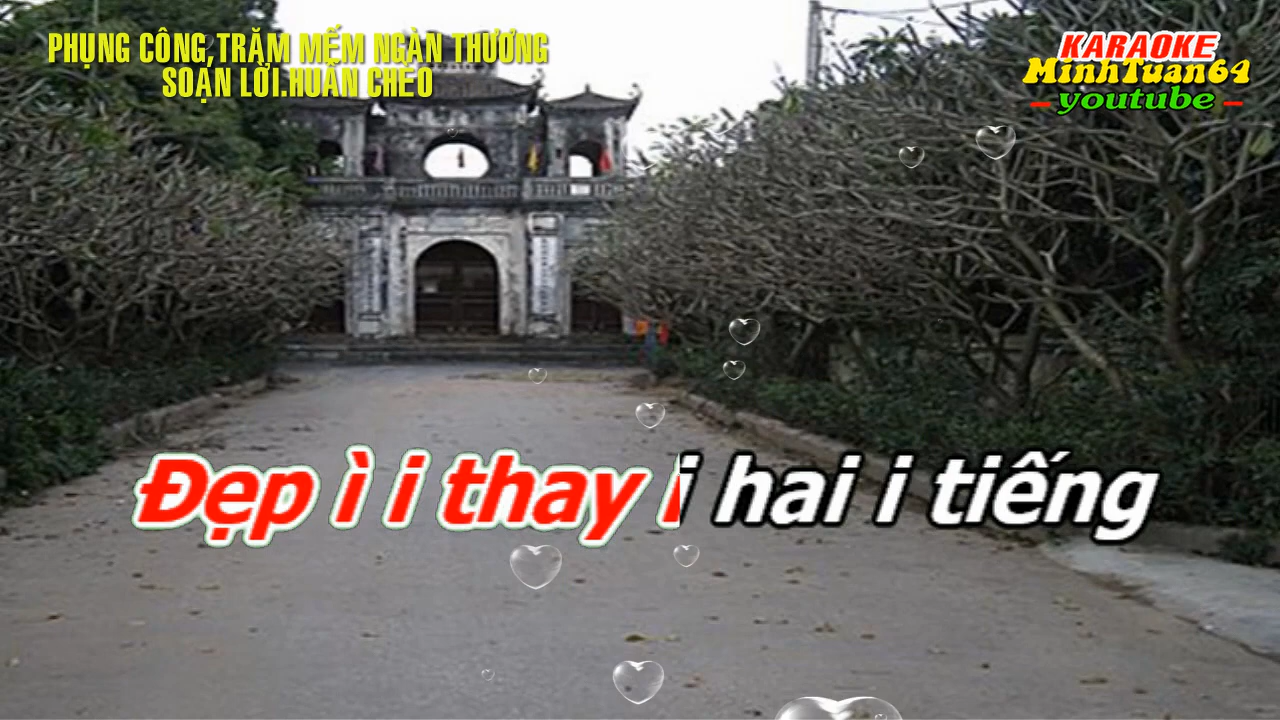 PHỤNG CÔNG,TRĂM MẾM NGÀN THƯƠNG
SOẠN LỜI.HUẤN CHÈO
KARAOKE
MinhTuan64
youtube
Đẹp ì i thay i hai i tiếng